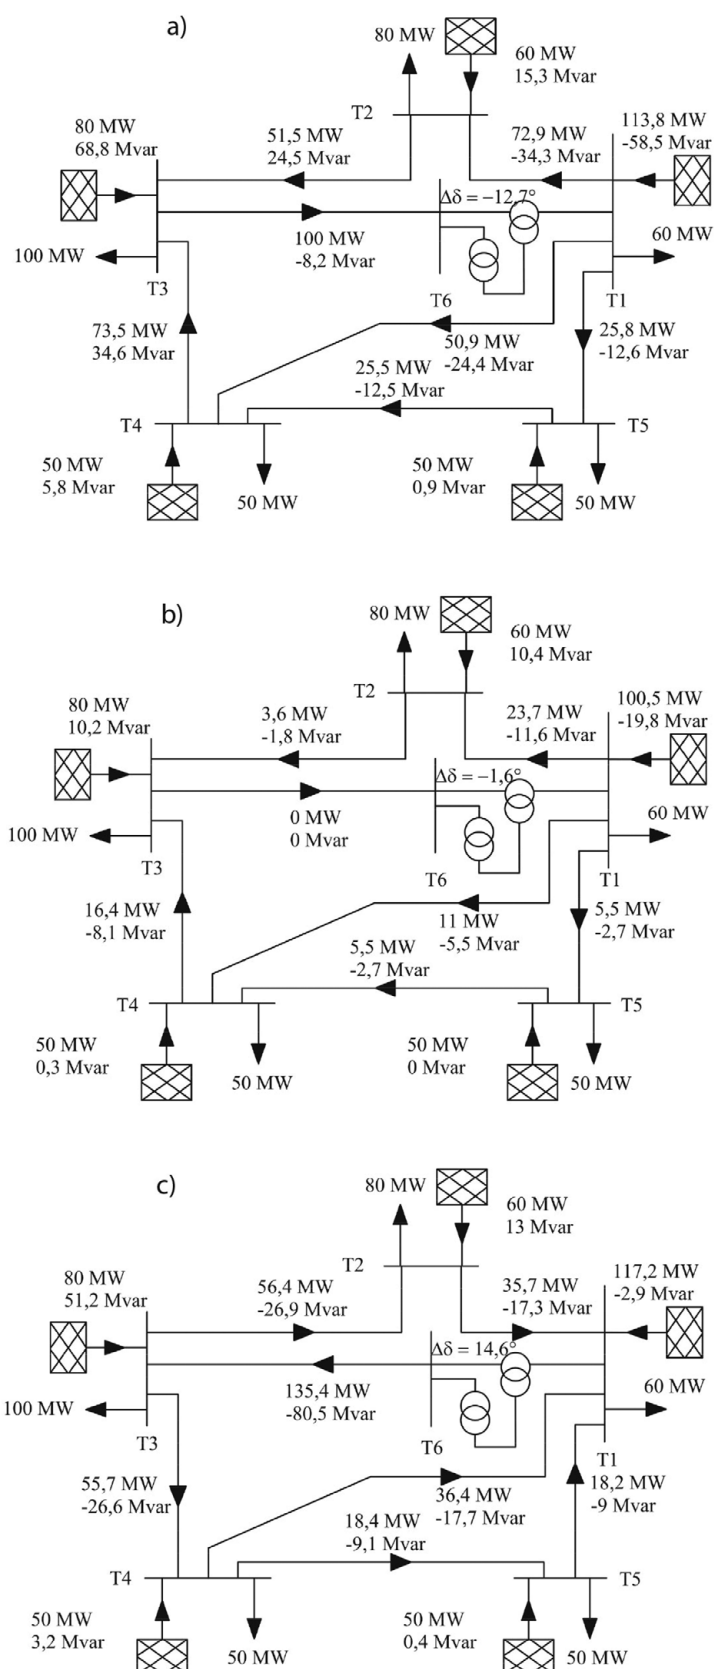 a)
80 MW
60 MW
15,3 Mvar
T2
80 MW
68,8 Mvar
51,5 MW
24,5 Mvar
72,9 MW
-34,3 Mvar
113,8 MW
-58,5 Mvar
Δδ = −12,7°
100 MW
100 MW
-8,2 Mvar
60 MW
T3
T6
T1
73,5 MW
34,6 Mvar
50,9 MW
-24,4 Mvar
25,8 MW
-12,6 Mvar
25,5 MW
-12,5 Mvar
T4
T5
50 MW
5,8 Mvar
50 MW
50 MW
0,9 Mvar
50 MW
b)
80 MW
60 MW
10,4 Mvar
T2
80 MW
10,2 Mvar
3,6 MW
-1,8 Mvar
23,7 MW
-11,6 Mvar
100,5 MW
-19,8 Mvar
Δδ = −1,6°
100 MW
0 MW
0 Mvar
60 MW
T3
T6
T1
16,4 MW
-8,1 Mvar
11 MW
-5,5 Mvar
5,5 MW
-2,7 Mvar
5,5 MW
-2,7 Mvar
T4
T5
50 MW
0,3 Mvar
50 MW
50 MW
0 Mvar
50 MW
c)
80 MW
60 MW
13 Mvar
T2
80 MW
51,2 Mvar
56,4 MW
-26,9 Mvar
35,7 MW
-17,3 Mvar
117,2 MW
-2,9 Mvar
Δδ = 14,6°
100 MW
135,4 MW
-80,5 Mvar
60 MW
T3
T6
T1
55,7 MW
-26,6 Mvar
36,4 MW
-17,7 Mvar
18,2 MW
-9 Mvar
18,4 MW
-9,1 Mvar
T4
T5
50 MW
3,2 Mvar
50 MW
50 MW
0,4 Mvar
50 MW